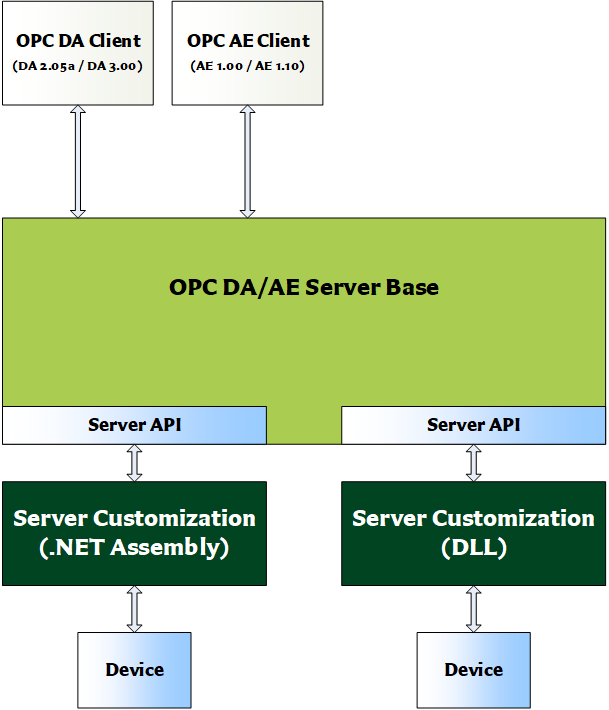 OPC DA Client
(DA 2.05a / DA 3.00)
OPC AE Client
(AE 1.00 / AE 1.10)
OPC DA/AE Server Base
Server API
Server API
Server Customization
(.NET Assembly)
Server Customization
(DLL)
Device
Device